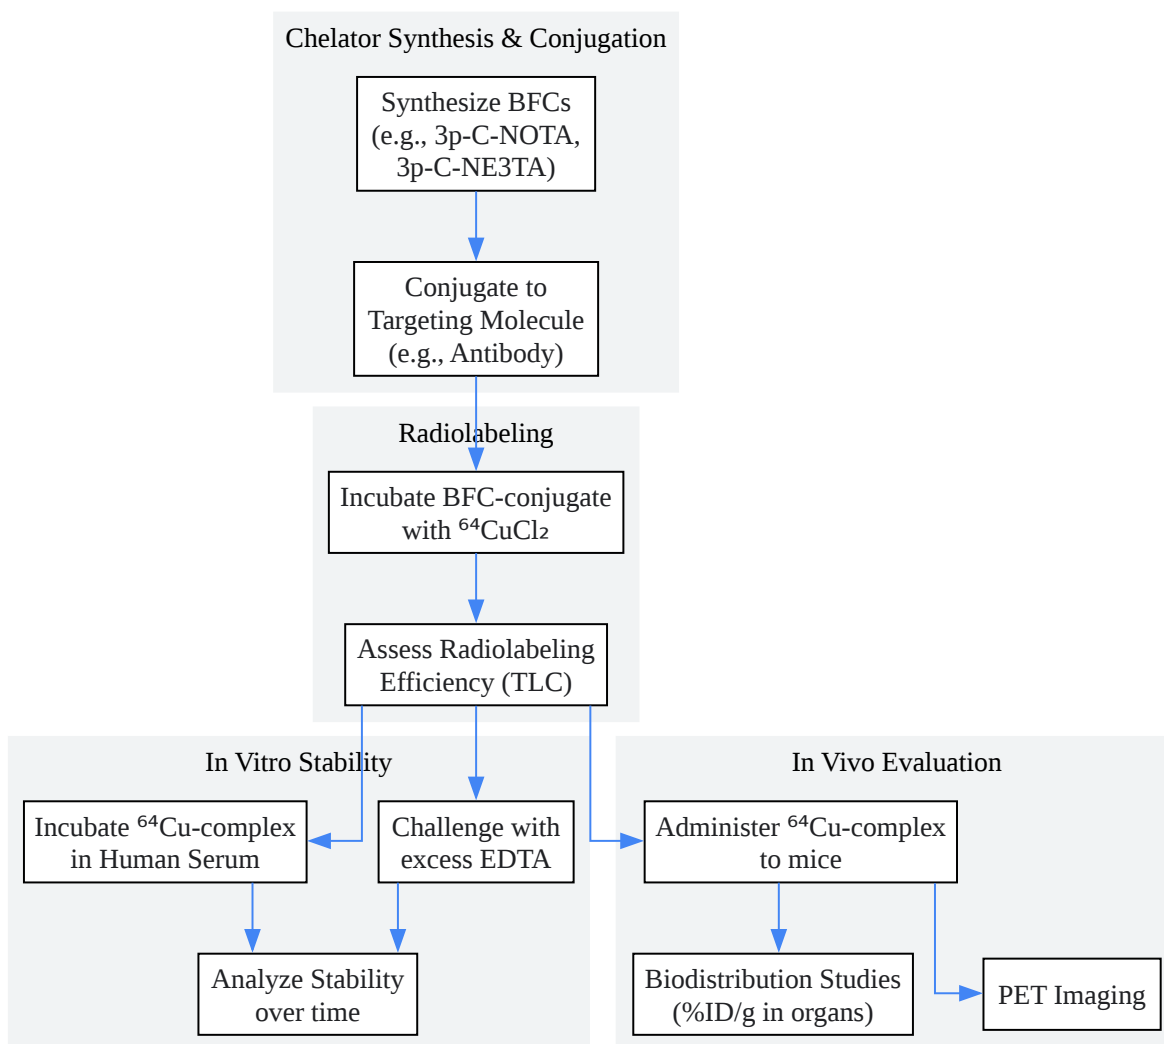 Chelator Synthesis & Conjugation
Synthesize BFCs
(e.g., 3p-C-NOTA,
3p-C-NE3TA)
Conjugate to
Targeting Molecule
(e.g., Antibody)
Radiolabeling
Incubate BFC-conjugate
with ⁶⁴CuCl₂
Assess Radiolabeling
Efficiency (TLC)
In Vitro Stability
Incubate ⁶⁴Cu-complex
in Human Serum
Challenge with
excess EDTA
Analyze Stability
over time
In Vivo Evaluation
Administer ⁶⁴Cu-complex
to mice
Biodistribution Studies
(%ID/g in organs)
PET Imaging